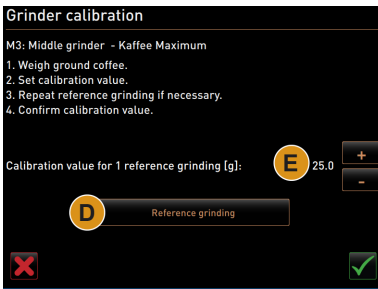 Grinder calibration
M3: Middle grinder - Kaffee Maximum
1. Weigh ground coffee.
2. Set calibration value.
3. Repeat reference grinding if necessary.
4. Confirm calibration value.
Calibration value for 1 reference grinding [g]: E 25.0 + -
D Reference grinding